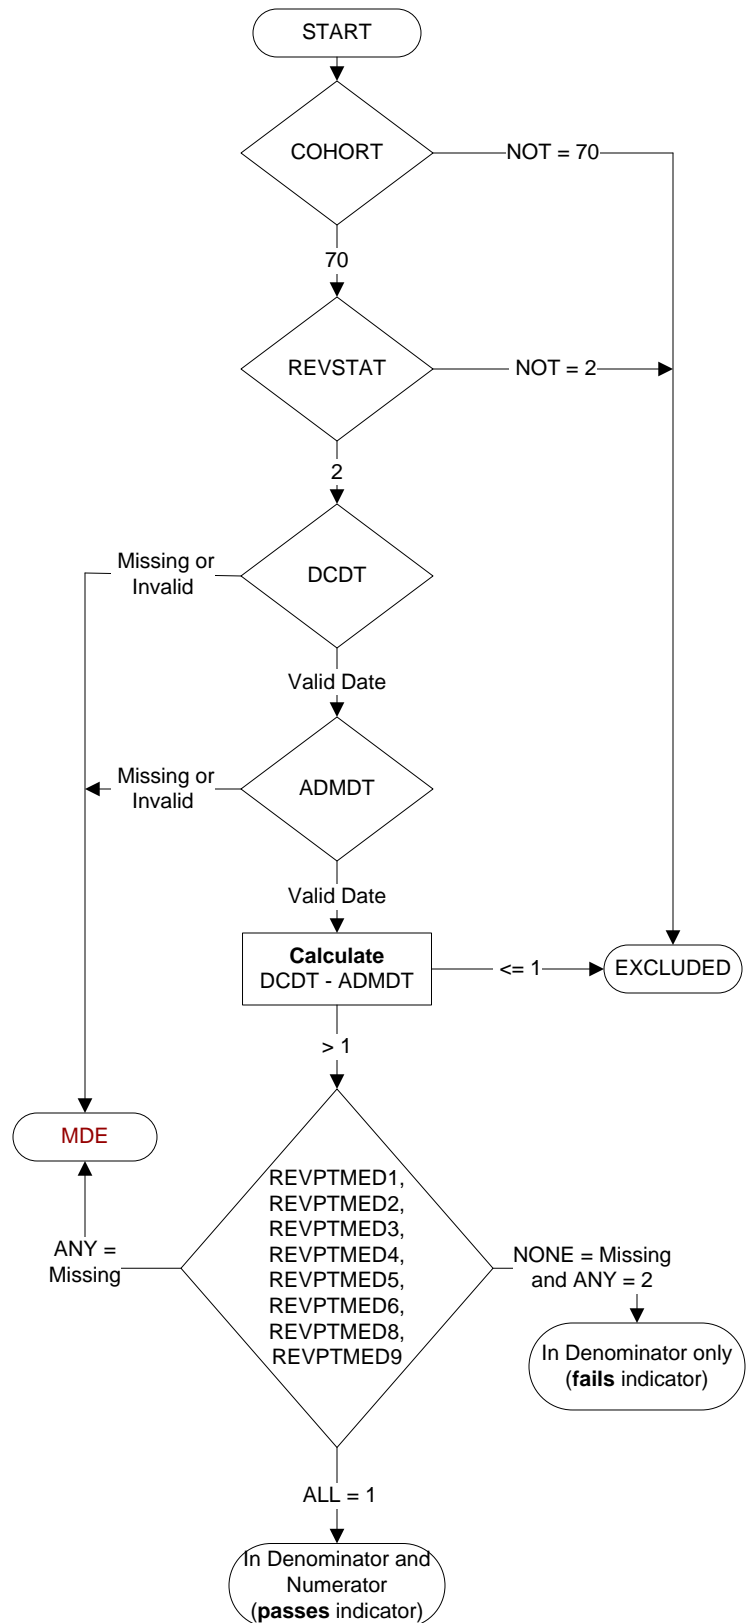 START
COHORT
NOT = 70
70
REVSTAT
NOT = 2
2
Missing or
Invalid
DCDT
Valid Date
Missing or
Invalid
ADMDT
Valid Date
Calculate
DCDT - ADMDT
<= 1
EXCLUDED
> 1
MDE
REVPTMED1,
REVPTMED2,
REVPTMED3,
REVPTMED4,
REVPTMED5,
REVPTMED6,
REVPTMED8,
REVPTMED9
ANY =
Missing
NONE = Missing
and ANY = 2
In Denominator only
(fails indicator)
ALL = 1
In Denominator and
Numerator
(passes indicator)